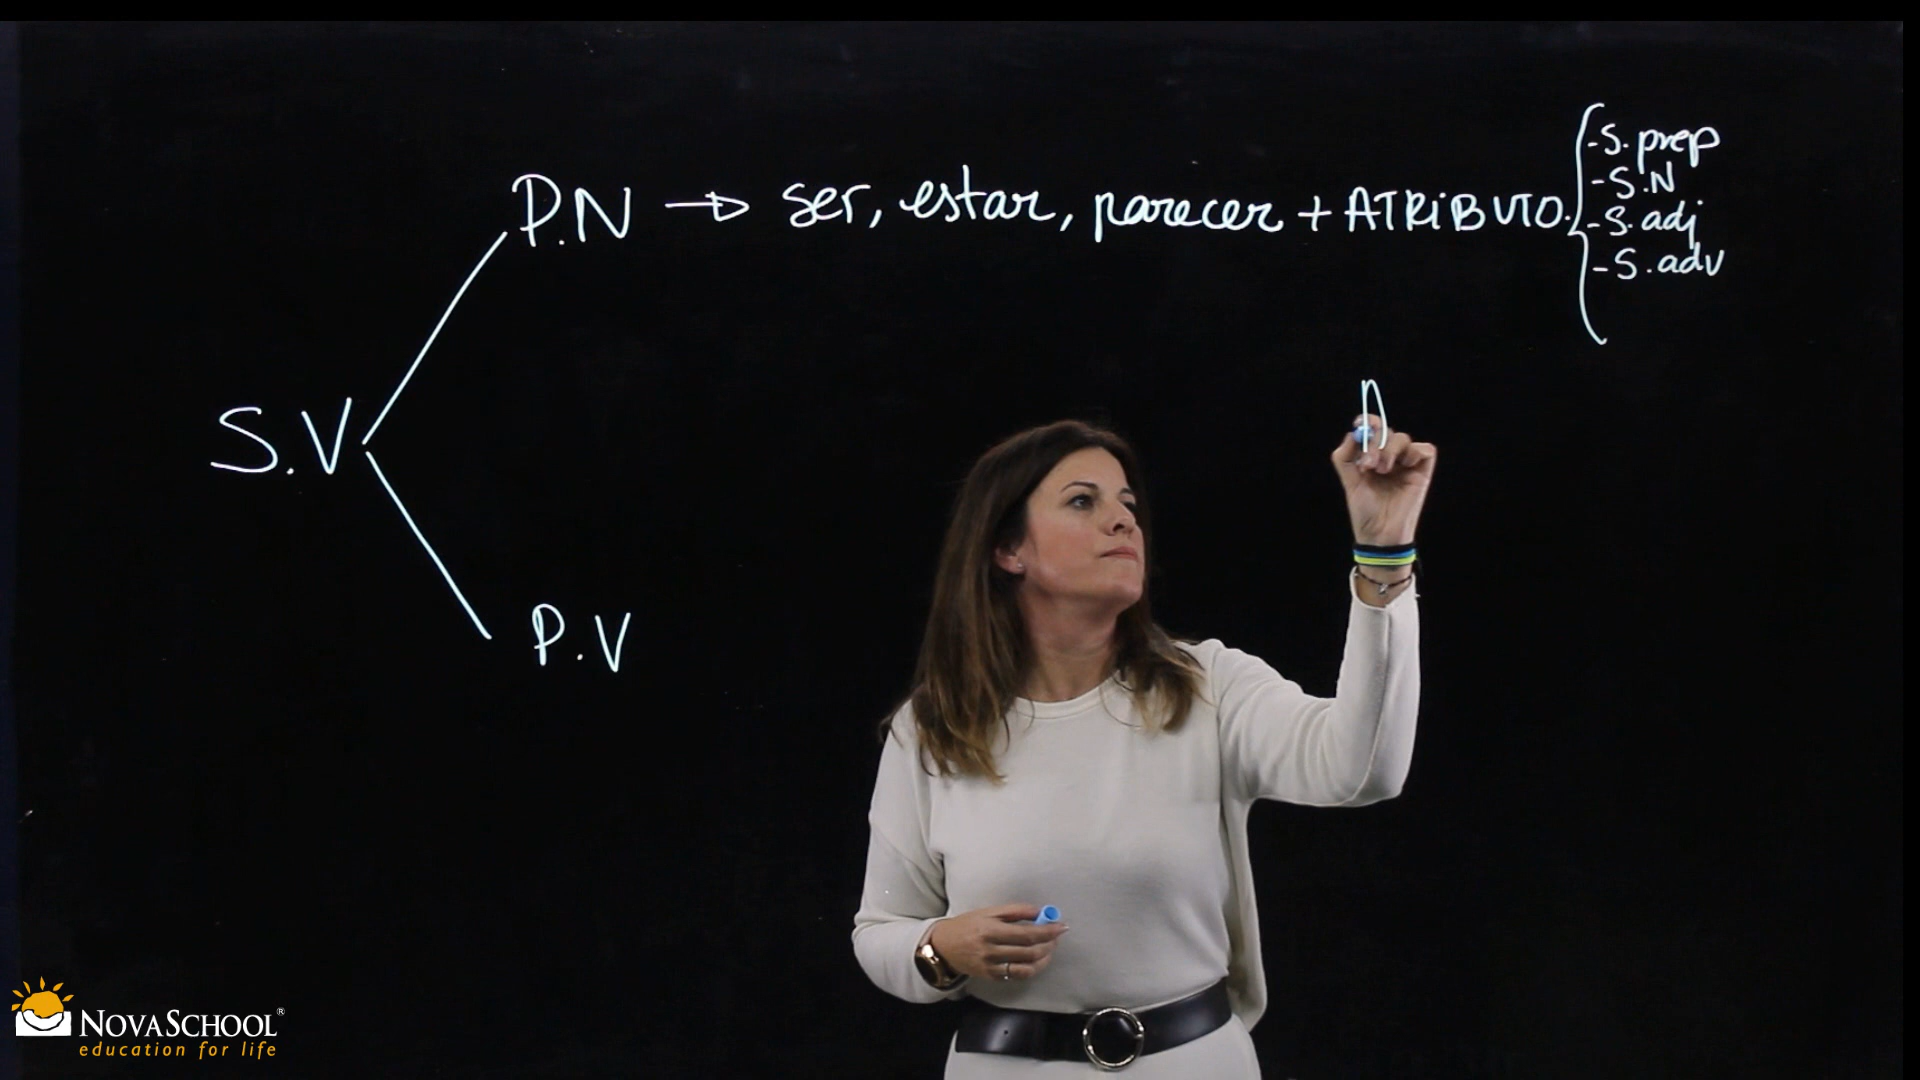 P.N → ser, estar, parecer + ATRIBUTO.
-S. prep
-S.N
-S. adj
-S. adv
S.V
P.V
NOVASCHOOL®
education for life